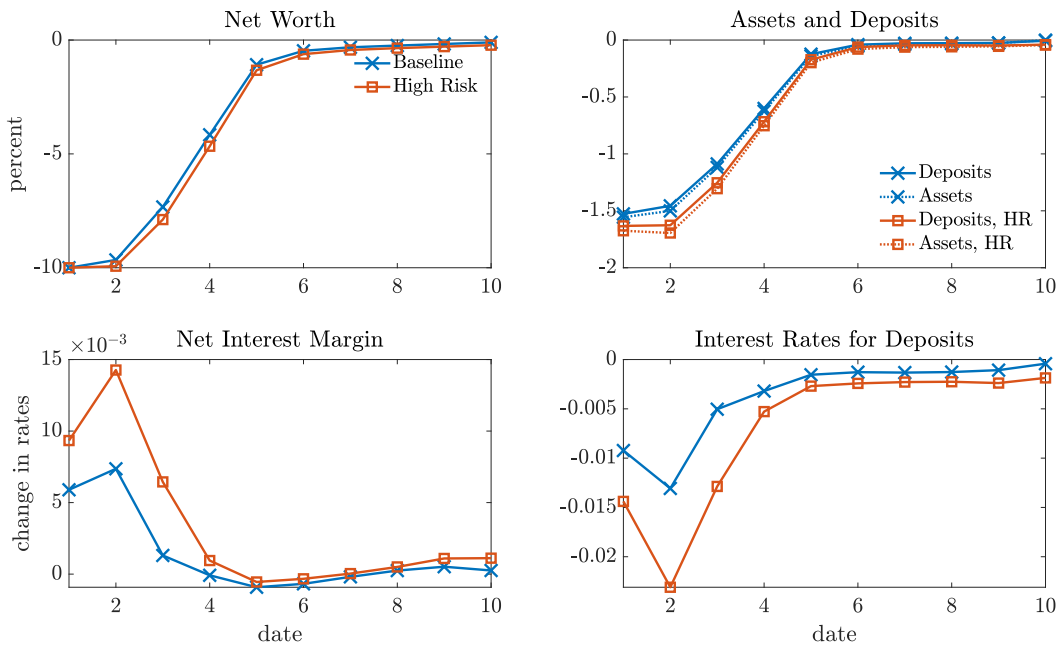 Net Worth
0
-5
-10
percent
Baseline
High Risk
2
4
6
8
10
Assets and Deposits
0
-0.5
-1
-1.5
-2
Deposits
Assets
Deposits, HR
Assets, HR
2
4
6
8
10
Net Interest Margin
×10⁻³
15
10
5
0
change in rates
2
4
6
8
10
date
Interest Rates for Deposits
0
-0.005
-0.01
-0.015
-0.02
2
4
6
8
10
date